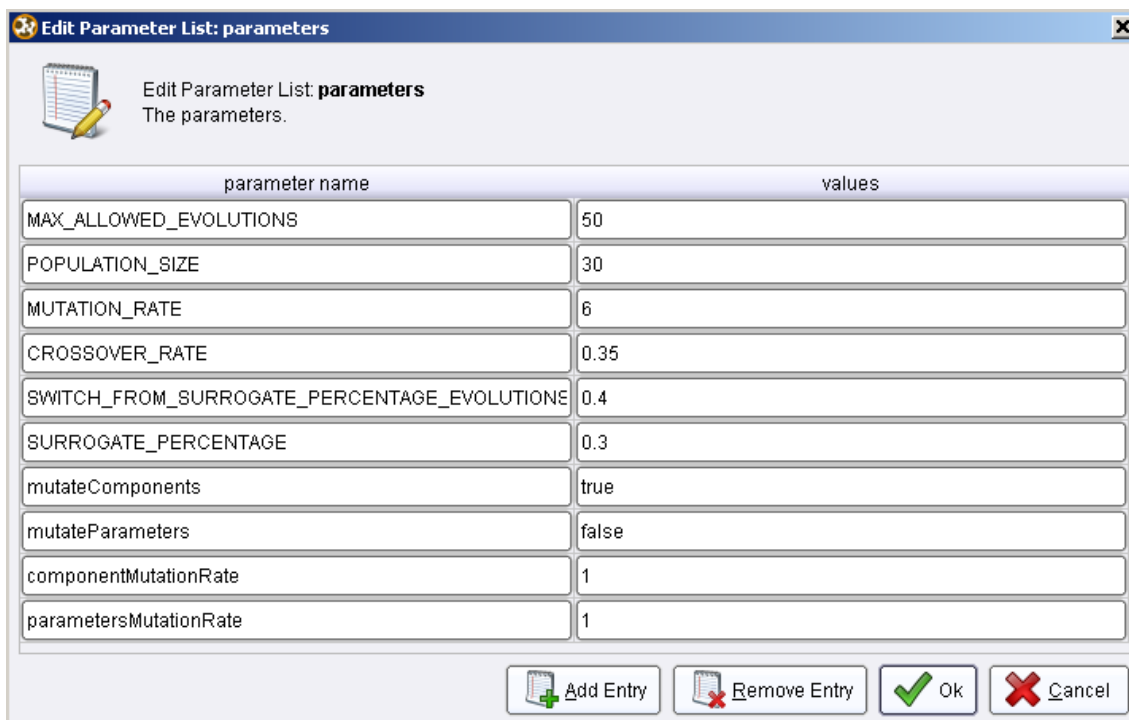 Edit Parameter List: parameters
Edit Parameter List: parameters
The parameters.
parameter name values
MAX_ALLOWED_EVOLUTIONS 50
POPULATION_SIZE 30
MUTATION_RATE 6
CROSSOVER_RATE 0.35
SWITCH_FROM_SURROGATE_PERCENTAGE_EVOLUTIONS 0.4
SURROGATE_PERCENTAGE 0.3
mutateComponents true
mutateParameters false
componentMutationRate 1
parametersMutationRate 1
Add Entry Remove Entry Ok Cancel